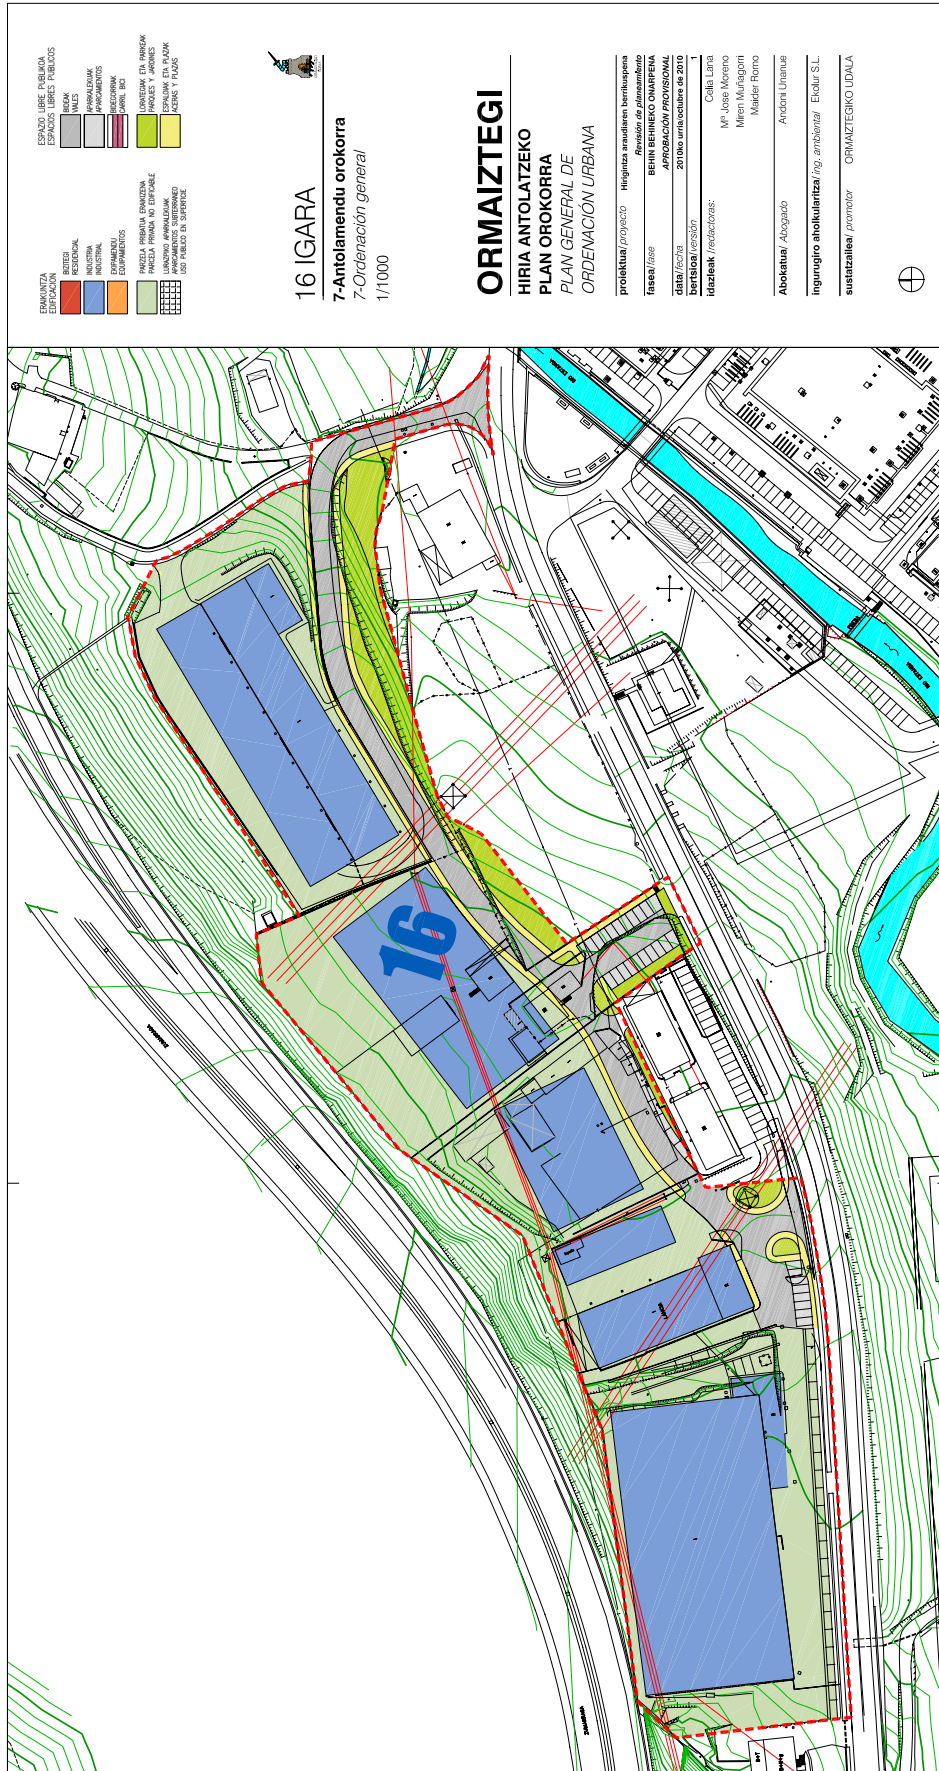 ERAIKUNTZA
EDIFICACION
BIZITEGI
RESIDENCIAL
INDUSTRIA
INDUSTRIAL
EKIPAMENDU
EQUIPAMIENTOS
PARZELA PRIBATUA ERAIKIEZINA
PARCELA PRIVADA NO EDIFICABLE
LURAZPIKO APARKALEKUAK
APARCAMIENTOS SUBTERRANEO
USO PUBLICO EN SUPERFICIE
ESPAZIO LIBRE PUBLIKOA
ESPACIOS LIBRES PUBLICOS
BIDEAK
VIALES
APARKALEKUAK
APARCAMIENTOS
BIDEGORRIAK
CARRIL BICI
LORATEGIAK ETA PARKEAK
PARQUES Y JARDINES
ESPALOIAK ETA PLAZAK
ACERAS Y PLAZAS
16 IGARA
7-Antolamendu orokorra
7-Ordenación general
1/1000
ORMAIZTEGI
HIRIA ANTOLATZEKO
PLAN OROKORRA
PLAN GENERAL DE
ORDENACION URBANA
proiektua/ proyecto Hirigintza araudiaren berrikuspena
Revisión de planeamiento
fasea/fase BEHIN BEHINEKO ONARPENA
APROBACIÓN PROVISIONAL
data/fecha 2010ko urria/octubre de 2010
bertsioa/versión 1
idazleak /redactoras: Celia Lana
Mª Jose Moreno
Miren Muñagorri
Maider Romo
Abokatua/ Abogado Andoni Unanue
ingurugiro aholkularitza/ ing. ambiental Ekolur S.L.
sustatzailea/ promotor ORMAIZTEGIKO UDALA
16